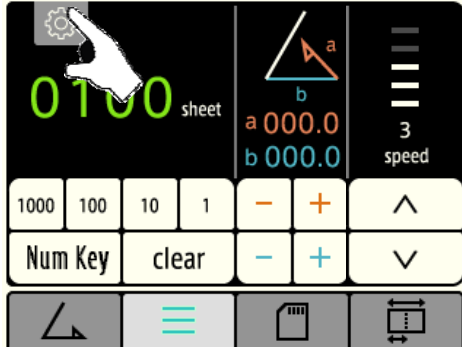 0100 sheet
a
b
a 000.0
b 000.0
3
speed
1000 100 10 1 - +
Num Key clear - +